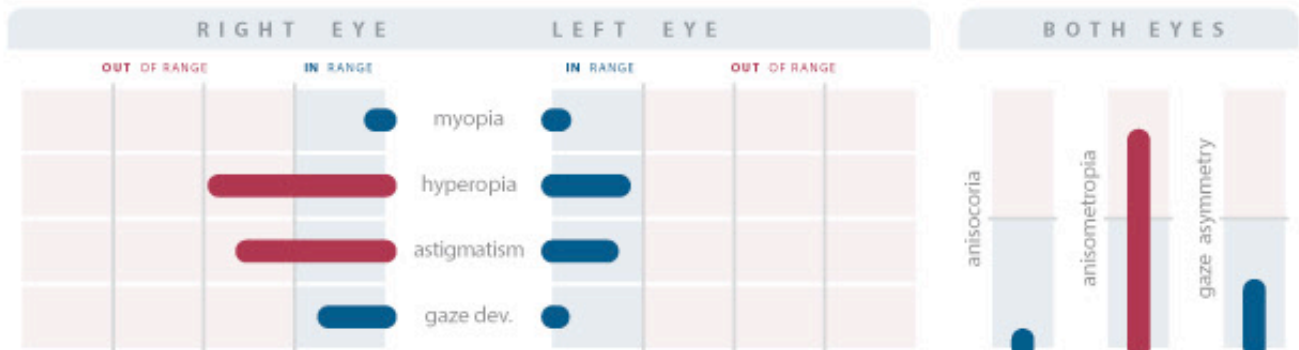 RIGHT EYE LEFT EYE BOTH EYES
OUT OF RANGE IN RANGE IN RANGE OUT OF RANGE
myopia
hyperopia
astigmatism
gaze dev.
anisocoria
anisometropia
gaze asymmetry